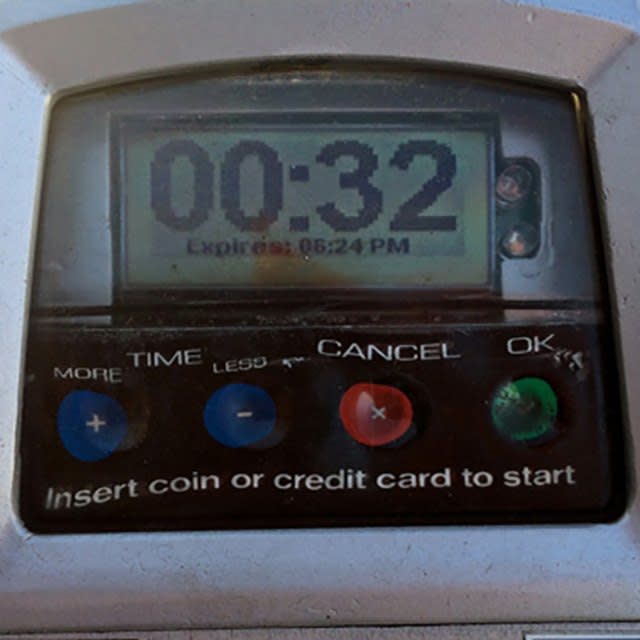 00:32
Expires: 06:24 PM
MORE TIME LESS CANCEL OK
+ - x
Insert coin or credit card to start